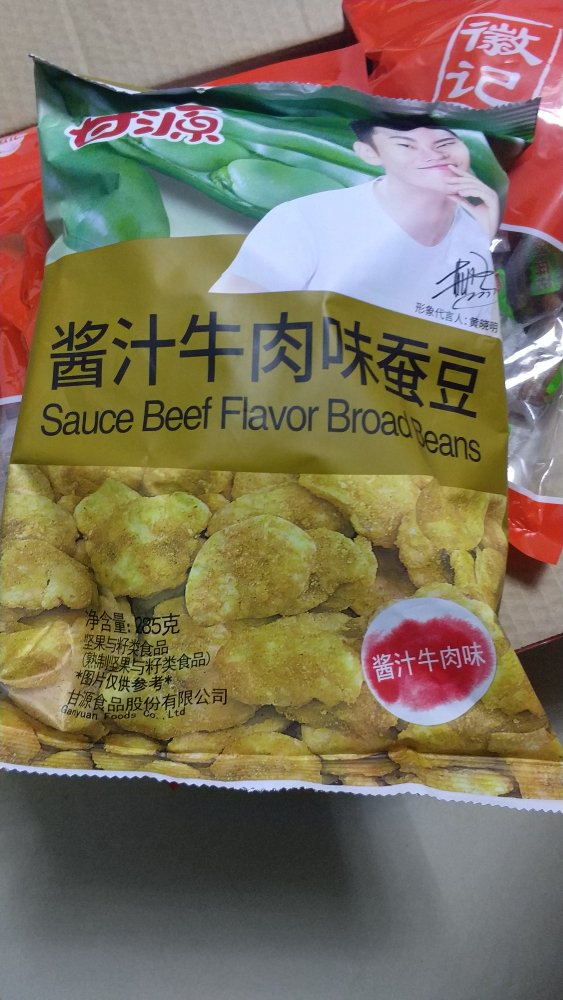 徽
记
甘源
形象代言人:黄晓明
酱汁牛肉味蚕豆
Sauce Beef Flavor Broad Beans
净含量: 285克
坚果与籽类食品
(熟制坚果与籽类食品)
*图片仅供参考*
甘源食品股份有限公司
Ganyuan Foods Co.,Ltd
酱汁牛肉味